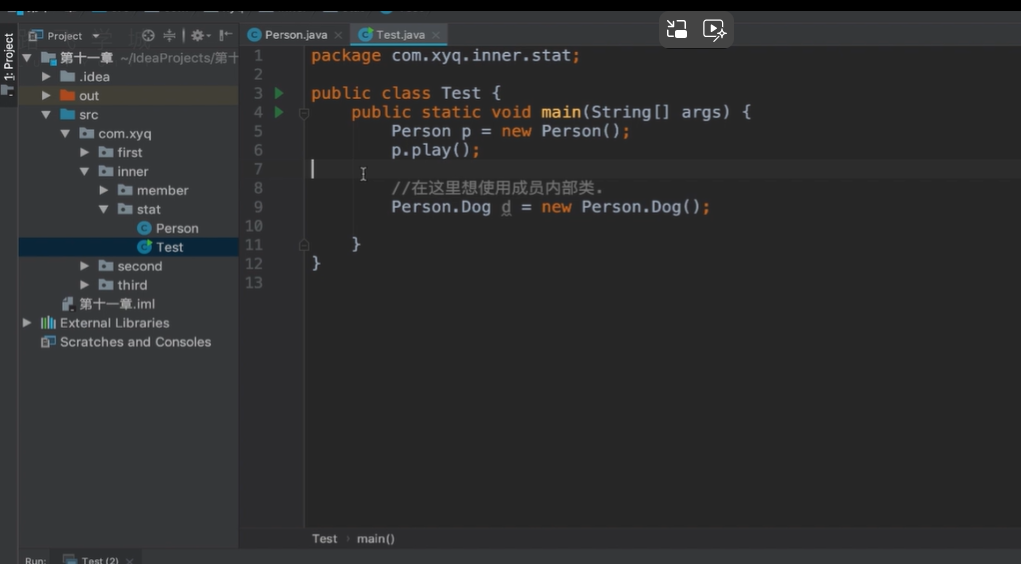 1: Project
Project
Person.java
Test.java
第十一章 ~/IdeaProjects/第十
.idea
out
src
com.xyq
first
inner
member
stat
Person
Test
second
third
第十一章.iml
External Libraries
Scratches and Consoles
1 package com.xyq.inner.stat;
2
3 public class Test {
4 public static void main(String[] args) {
5 Person p = new Person();
6 p.play();
7
8 //在这里想使用成员内部类.
9 Person.Dog d = new Person.Dog();
10
11 }
12 }
13
Test › main()
Run: Test (2)